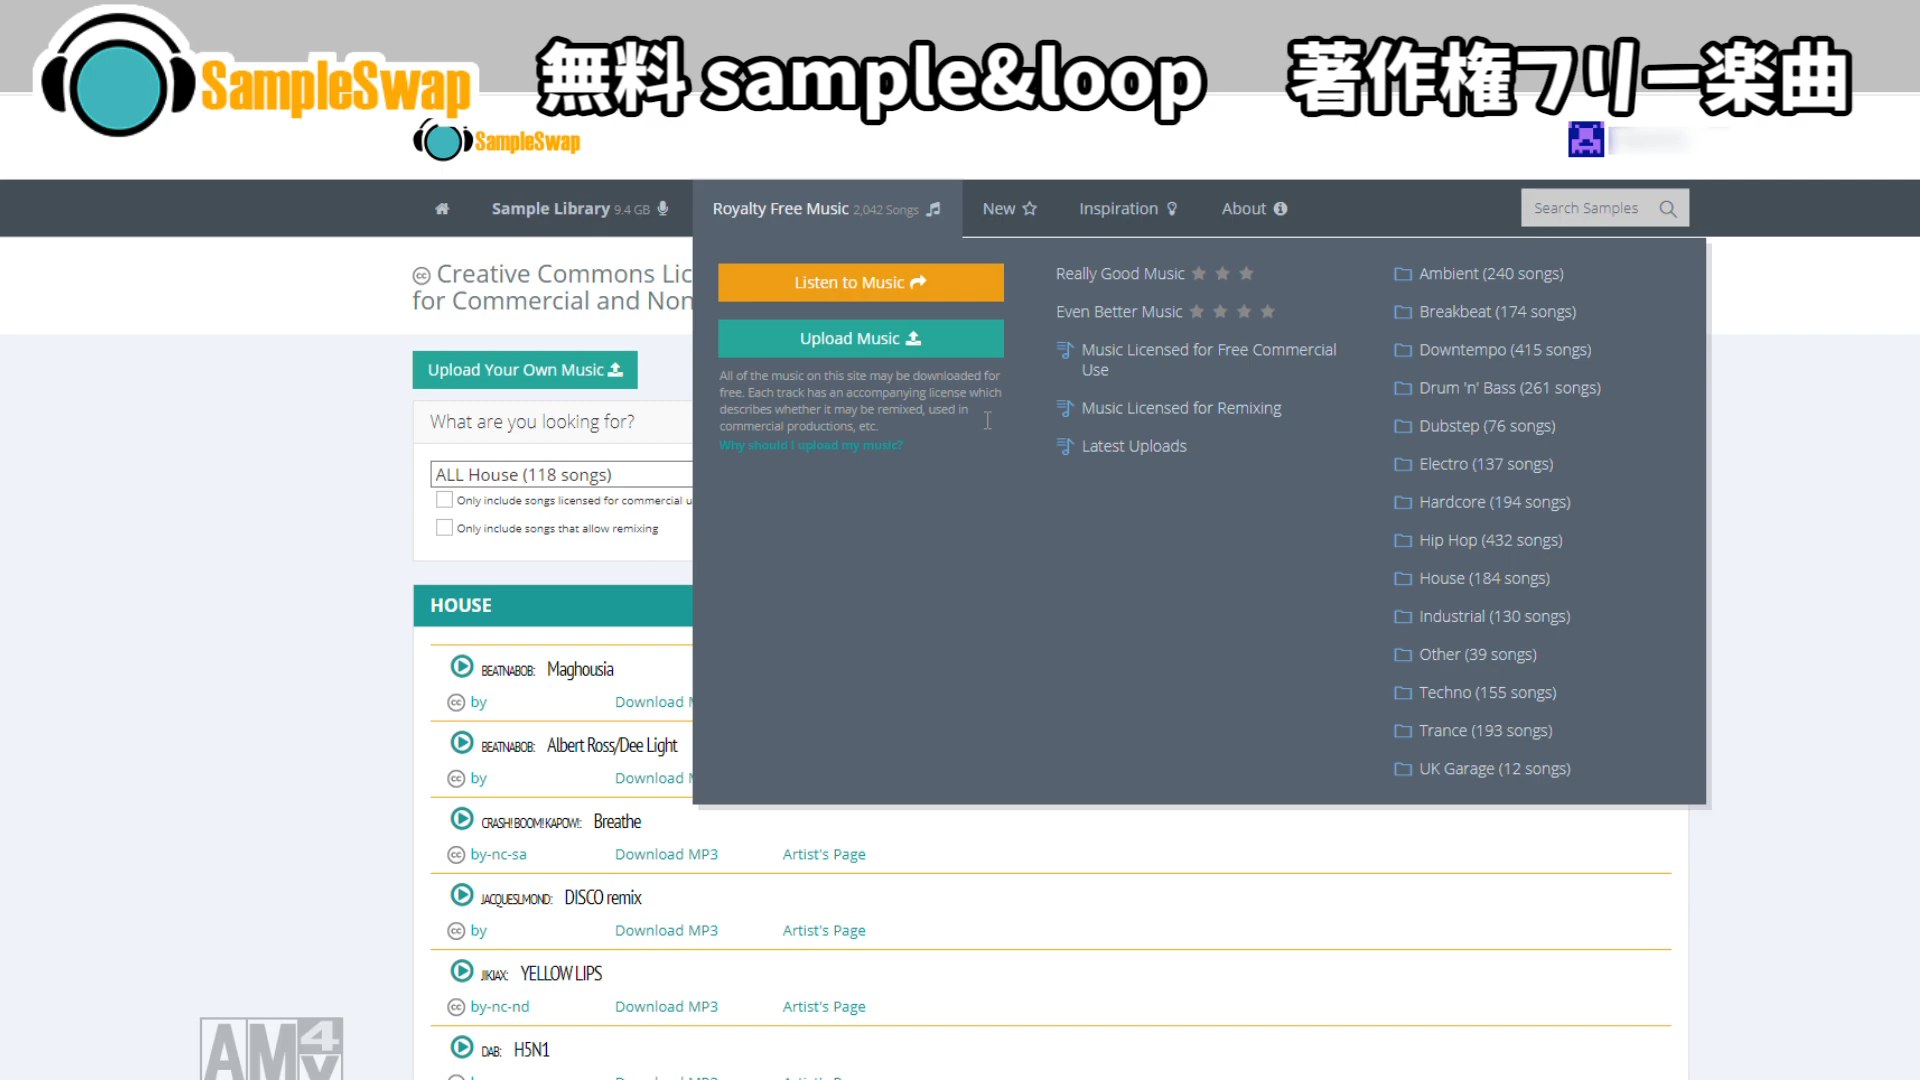 SampleSwap 無料 sample&loop 著作権フリー楽曲
SampleSwap
Sample Library 9.4 GB
Royalty Free Music 2,042 Songs
New
Inspiration
About
Search Samples
Creative Commons Lic
for Commercial and Non
Upload Your Own Music
What are you looking for?
ALL House (118 songs)
Only include songs licensed for commercial u
Only include songs that allow remixing
Listen to Music
Upload Music
All of the music on this site may be downloaded for
free. Each track has an accompanying license which
describes whether it may be remixed, used in
commercial productions, etc.
Why should I upload my music?
Really Good Music
Even Better Music
Music Licensed for Free Commercial
Use
Music Licensed for Remixing
Latest Uploads
Ambient (240 songs)
Breakbeat (174 songs)
Downtempo (415 songs)
Drum 'n' Bass (261 songs)
Dubstep (76 songs)
Electro (137 songs)
Hardcore (194 songs)
Hip Hop (432 songs)
House (184 songs)
Industrial (130 songs)
Other (39 songs)
Techno (155 songs)
Trance (193 songs)
UK Garage (12 songs)
HOUSE
BEATNABOB: Maghousia
cc by Download
BEATNABOB: Albert Ross/Dee Light
cc by Download
CRASH!BOOM!KAPOW!: Breathe
cc by-nc-sa Download MP3 Artist's Page
JACQUESLMOND: DISCO remix
cc by Download MP3 Artist's Page
JIKIAX: YELLOW LIPS
cc by-nc-nd Download MP3 Artist's Page
DAB: H5N1
AM4V